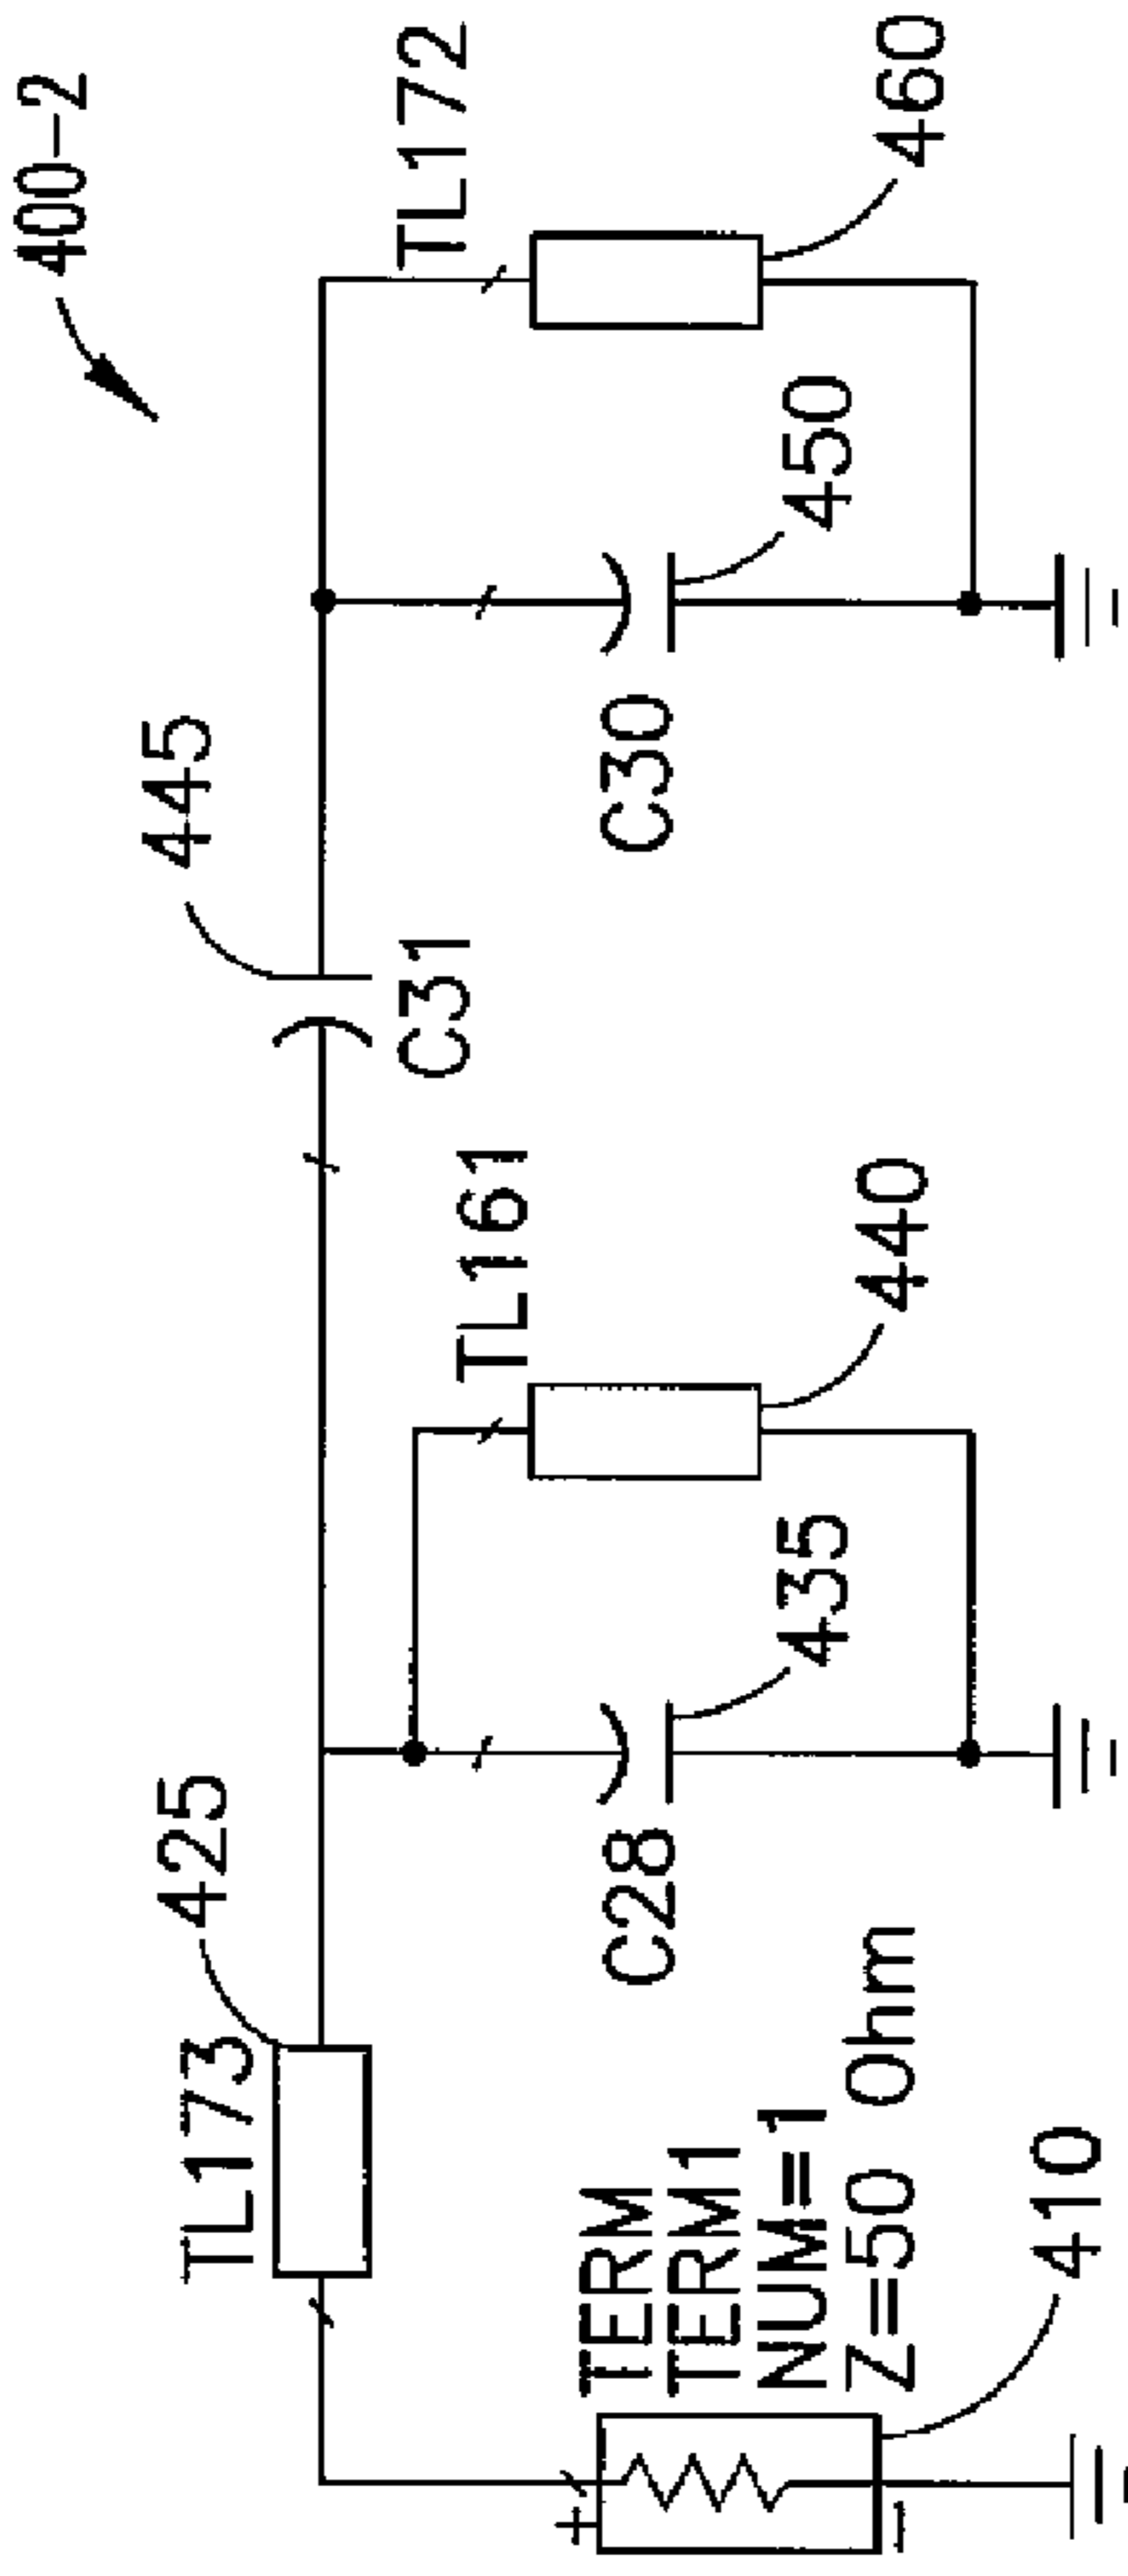 400-2
TL173
425
445
C31
TL172
TL161
C28
435
440
C30
450
460
TERM
TERM1
NUM=1
Z=50 Ohm
410
+
−